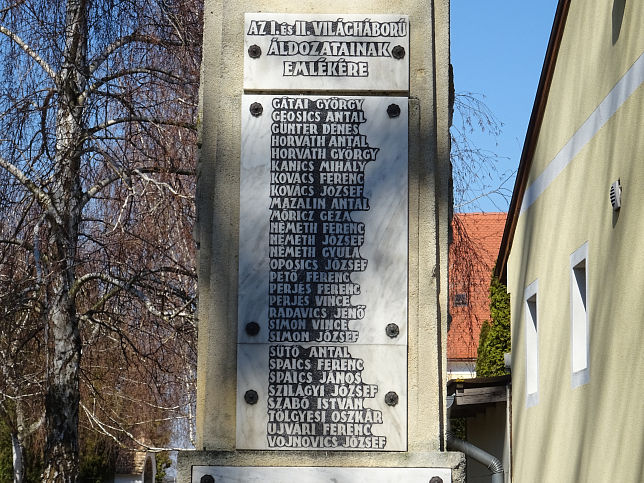 AZ I. ÉS II. VILÁGHÁBORÚ
ÁLDOZATAINAK
EMLÉKÉRE
GÁTAI GYÖRGY
GEOSICS ANTAL
GÜNTER DÉNES
HORVÁTH ANTAL
HORVÁTH GYÖRGY
KANICS MIHÁLY
KOVÁCS FERENC
KOVÁCS JÓZSEF
MAZALIN ANTAL
MÓRICZ GÉZA
NÉMETH FERENC
NÉMETH JÓZSEF
NÉMETH GYULA
OPOSICS JÓZSEF
PETŐ FERENC
PERJÉS FERENC
PERJÉS VINCE
RADAVICS JENŐ
SIMON VINCE
SIMON JÓZSEF
SÜTŐ ANTAL
SPAICS FERENC
SPAICS JÁNOS
SZILÁGYI JÓZSEF
SZABÓ ISTVÁN
TÖLGYESI OSZKÁR
UJVÁRI FERENC
VOJNOVICS JÓZSEF